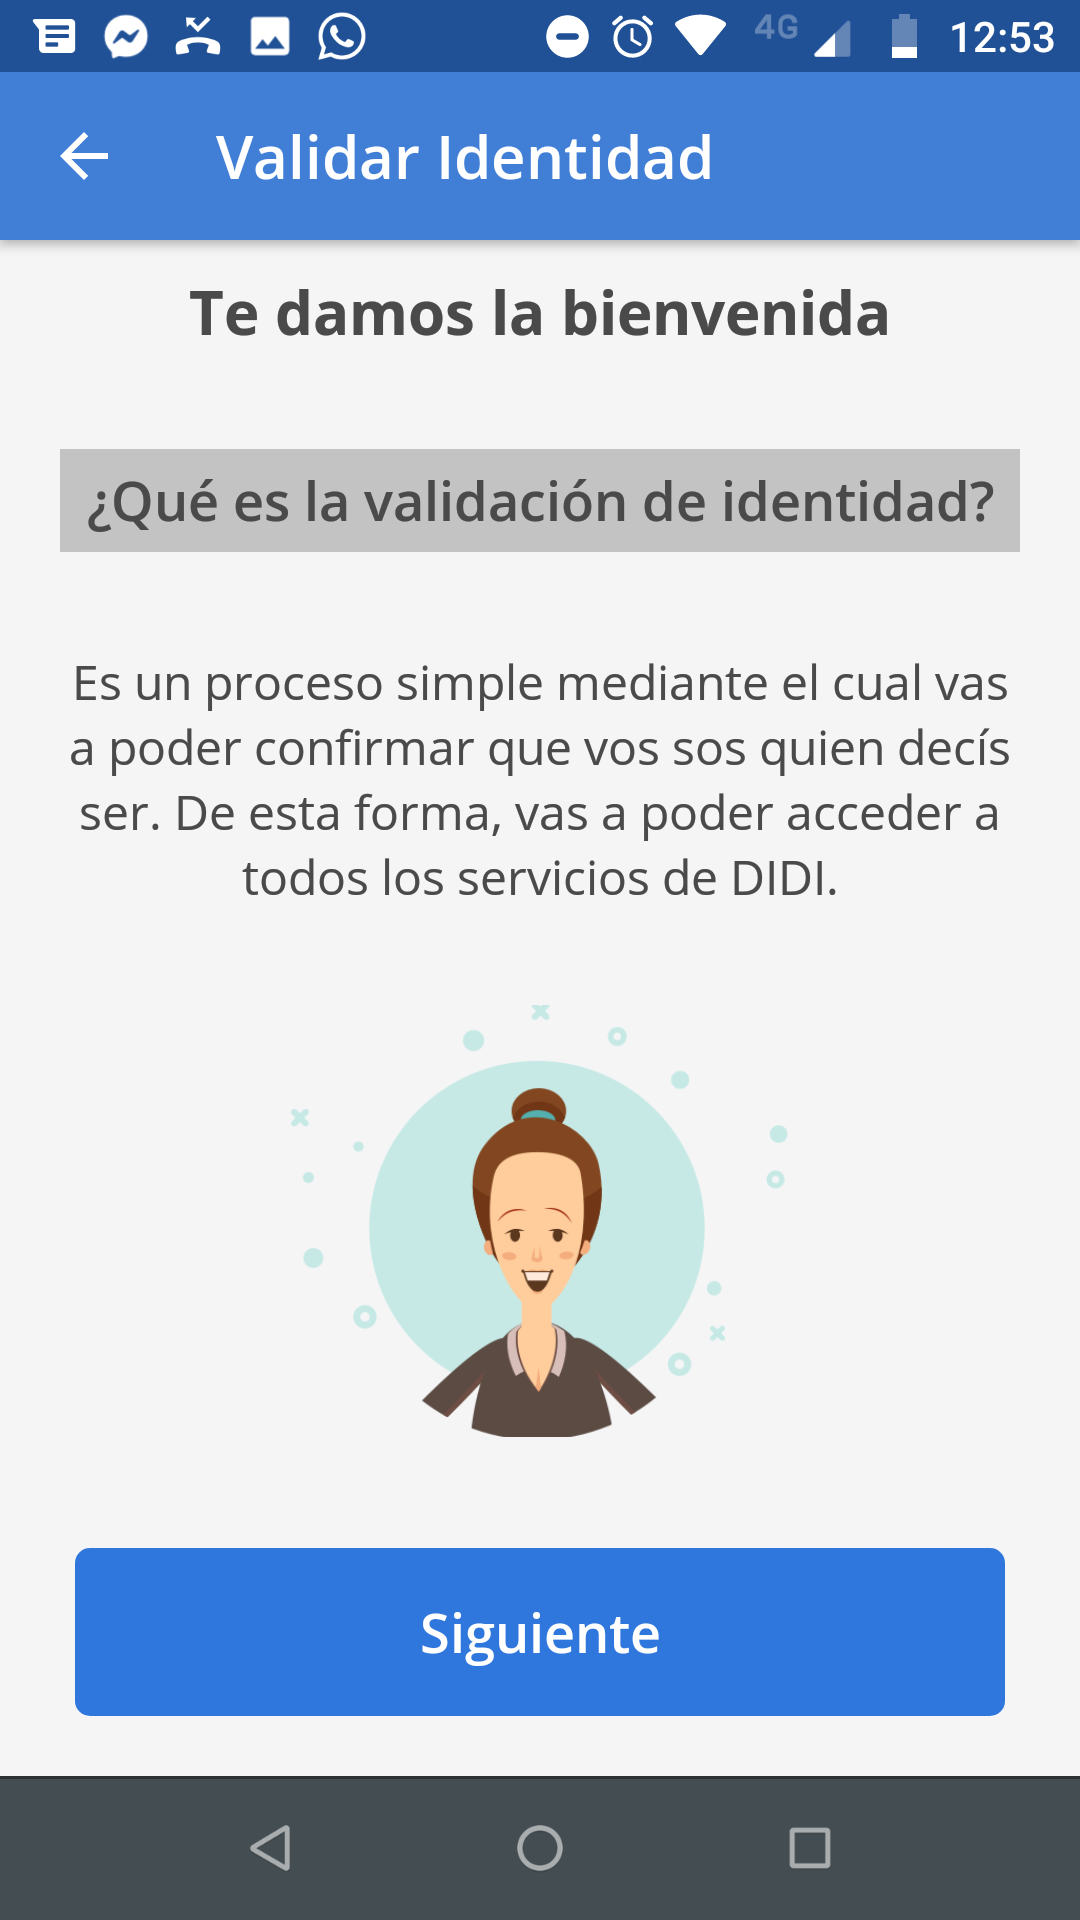 4G 12:53
Validar Identidad
Te damos la bienvenida
¿Qué es la validación de identidad?
Es un proceso simple mediante el cual vas
a poder confirmar que vos sos quien decís
ser. De esta forma, vas a poder acceder a
todos los servicios de DIDI.
Siguiente